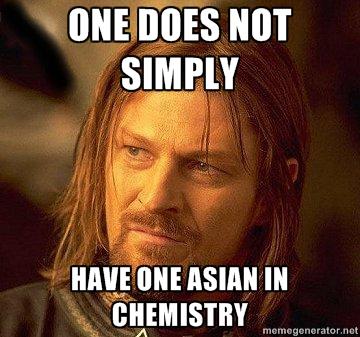 ONE DOES NOT
SIMPLY
HAVE ONE ASIAN IN
CHEMISTRY
memegenerator.net